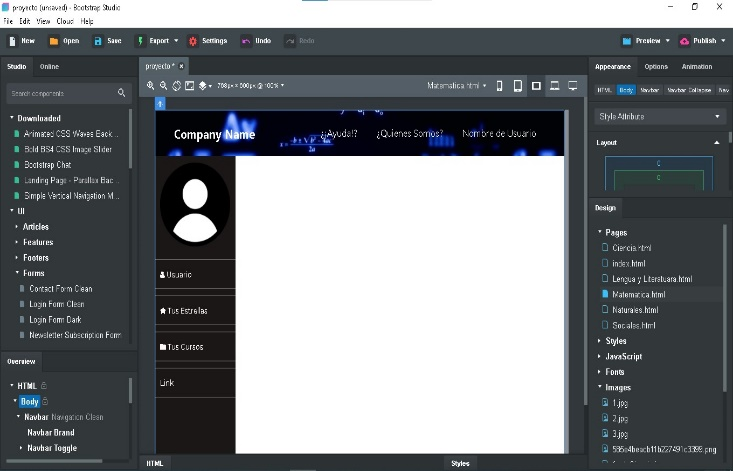 proyecto (unsaved) - Bootstrap Studio
File Edit View Cloud Help
New Open Save Export Settings Undo Redo Preview Publish
Studio Online
proyecto *
Appearance Options Animation
Search components
708px × 500px @ 100%
Matematica.html
HTML Body Navbar Navbar Collapse Nav
Style Attribute
Layout
Downloaded
Animated CSS Waves Back...
Bold BS4 CSS Image Slider
Bootstrap Chat
Landing Page - Parallax Bac...
Simple Vertical Navigation M...
UI
Articles
Features
Footers
Forms
Contact Form Clean
Login Form Clean
Login Form Dark
Newsletter Subscription Form
Overview
HTML
Body
Navbar Navigation Clean
Navbar Brand
Navbar Toggle
Company Name
¿¡Ayuda!?
¿Quienes Somos?
Nombre de Usuario
Usuario
Tus Estrellas
Tus Cursos
Link
HTML
Styles
Design
Pages
Ciencia.html
index.html
Lengua y Literstuara.html
Matematica.html
Naturales.html
Sociales.html
Styles
JavaScript
Fonts
Images
1.jpg
2.jpg
3.jpg